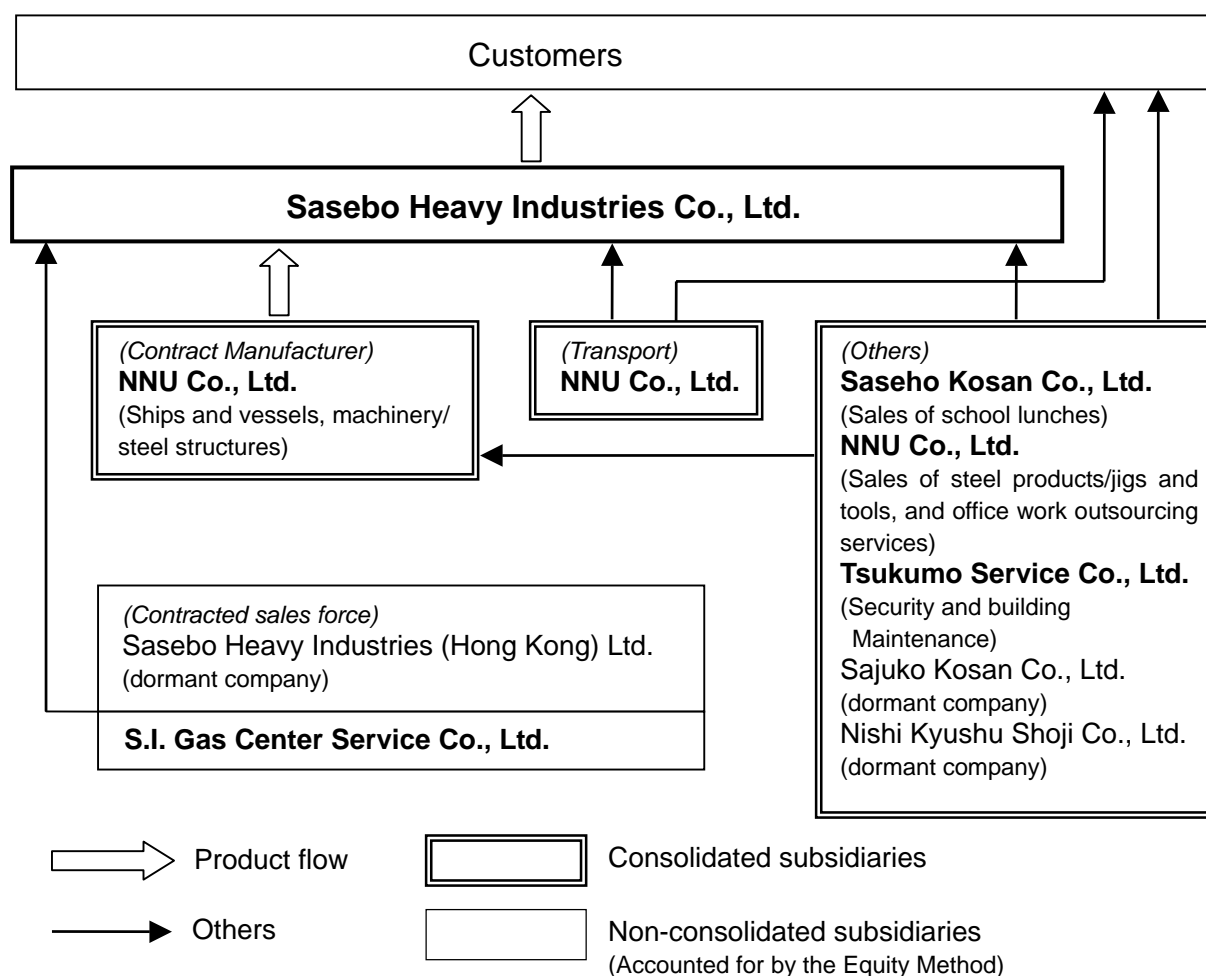 Customers
Sasebo Heavy Industries Co., Ltd.
(Contract Manufacturer)
NNU Co., Ltd.
(Ships and vessels, machinery/
steel structures)
(Transport)
NNU Co., Ltd.
(Others)
Saseho Kosan Co., Ltd.
(Sales of school lunches)
NNU Co., Ltd.
(Sales of steel products/jigs and
tools, and office work outsourcing
services)
Tsukumo Service Co., Ltd.
(Security and building
Maintenance)
Sajuko Kosan Co., Ltd.
(dormant company)
Nishi Kyushu Shoji Co., Ltd.
(dormant company)
(Contracted sales force)
Sasebo Heavy Industries (Hong Kong) Ltd.
(dormant company)
S.I. Gas Center Service Co., Ltd.
Product flow
Consolidated subsidiaries
Others
Non-consolidated subsidiaries
(Accounted for by the Equity Method)